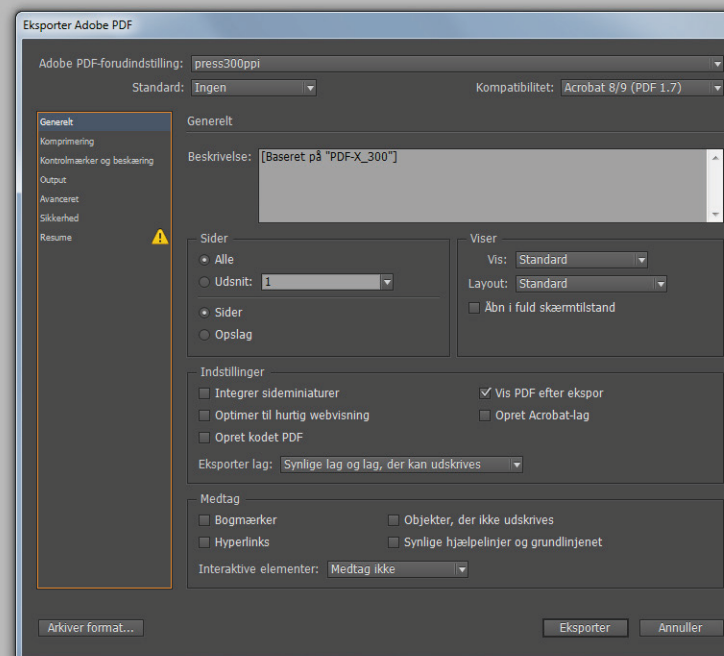 Eksporter Adobe PDF
Adobe PDF-forudindstilling: press300ppi
Standard: Ingen Kompatibilitet: Acrobat 8/9 (PDF 1.7)
Generelt
Komprimering
Kontrolmærker og beskæring
Output
Avanceret
Sikkerhed
Resume
Generelt
Beskrivelse: [Baseret på "PDF-X_300"]
Sider
Alle
Udsnit: 1
Sider
Opslag
Viser
Vis: Standard
Layout: Standard
Åbn i fuld skærmtilstand
Indstillinger
Integrer sideminiaturer Vis PDF efter ekspor
Optimer til hurtig webvisning Opret Acrobat-lag
Opret kodet PDF
Eksporter lag: Synlige lag og lag, der kan udskrives
Medtag
Bogmærker Objekter, der ikke udskrives
Hyperlinks Synlige hjælpelinjer og grundlinjenet
Interaktive elementer: Medtag ikke
Arkiver format... Eksporter Annuller